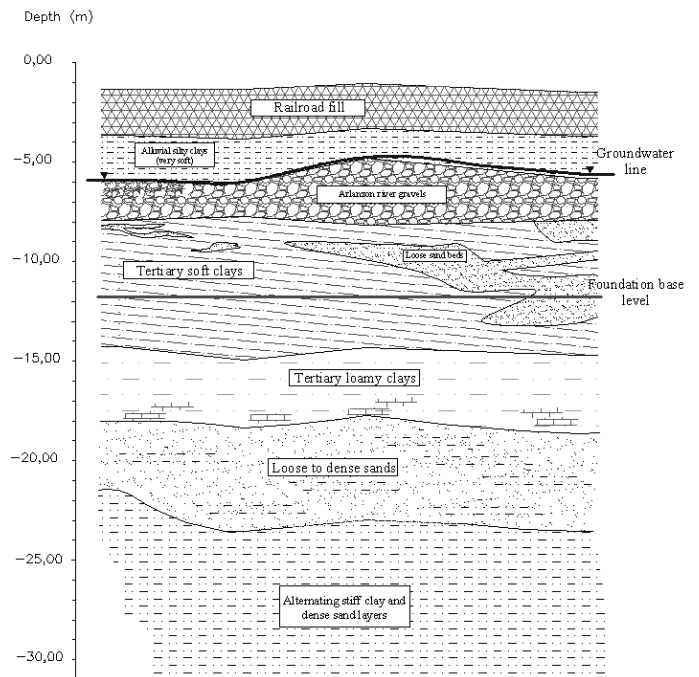 Depth (m)
0,00
Railroad fill
Alluvial silty clays
(very soft)
-5,00
Groundwater
line
Arlanzon river gravels
Loose sand beds
-10,00
Tertiary soft clays
Foundation base
level
-15,00
Tertiary loamy clays
-20,00
Loose to dense sands
-25,00
Alternating stiff clay and
dense sand layers
-30,00